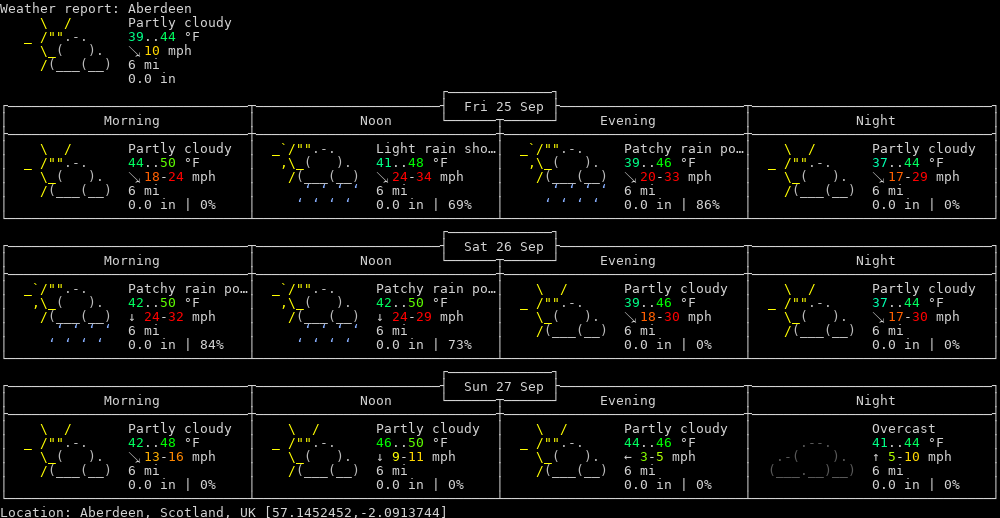 Weather report: Aberdeen
Partly cloudy
39..44 °F
↘ 10 mph
6 mi
0.0 in
Fri 25 Sep
Morning Noon Evening Night
Partly cloudy Light rain sho… Patchy rain po… Partly cloudy
44..50 °F 41..48 °F 39..46 °F 37..44 °F
↘ 18-24 mph ↘ 24-34 mph ↘ 20-33 mph ↘ 17-29 mph
6 mi 6 mi 6 mi 6 mi
0.0 in | 0% 0.0 in | 69% 0.0 in | 86% 0.0 in | 0%
Sat 26 Sep
Morning Noon Evening Night
Patchy rain po… Patchy rain po… Partly cloudy Partly cloudy
42..50 °F 42..50 °F 39..46 °F 37..44 °F
↓ 24-32 mph ↓ 24-29 mph ↘ 18-30 mph ↘ 17-30 mph
6 mi 6 mi 6 mi 6 mi
0.0 in | 84% 0.0 in | 73% 0.0 in | 0% 0.0 in | 0%
Sun 27 Sep
Morning Noon Evening Night
Partly cloudy Partly cloudy Partly cloudy Overcast
42..48 °F 46..50 °F 44..46 °F 41..44 °F
↘ 13-16 mph ↓ 9-11 mph ← 3-5 mph ↑ 5-10 mph
6 mi 6 mi 6 mi 6 mi
0.0 in | 0% 0.0 in | 0% 0.0 in | 0% 0.0 in | 0%
Location: Aberdeen, Scotland, UK [57.1452452,-2.0913744]